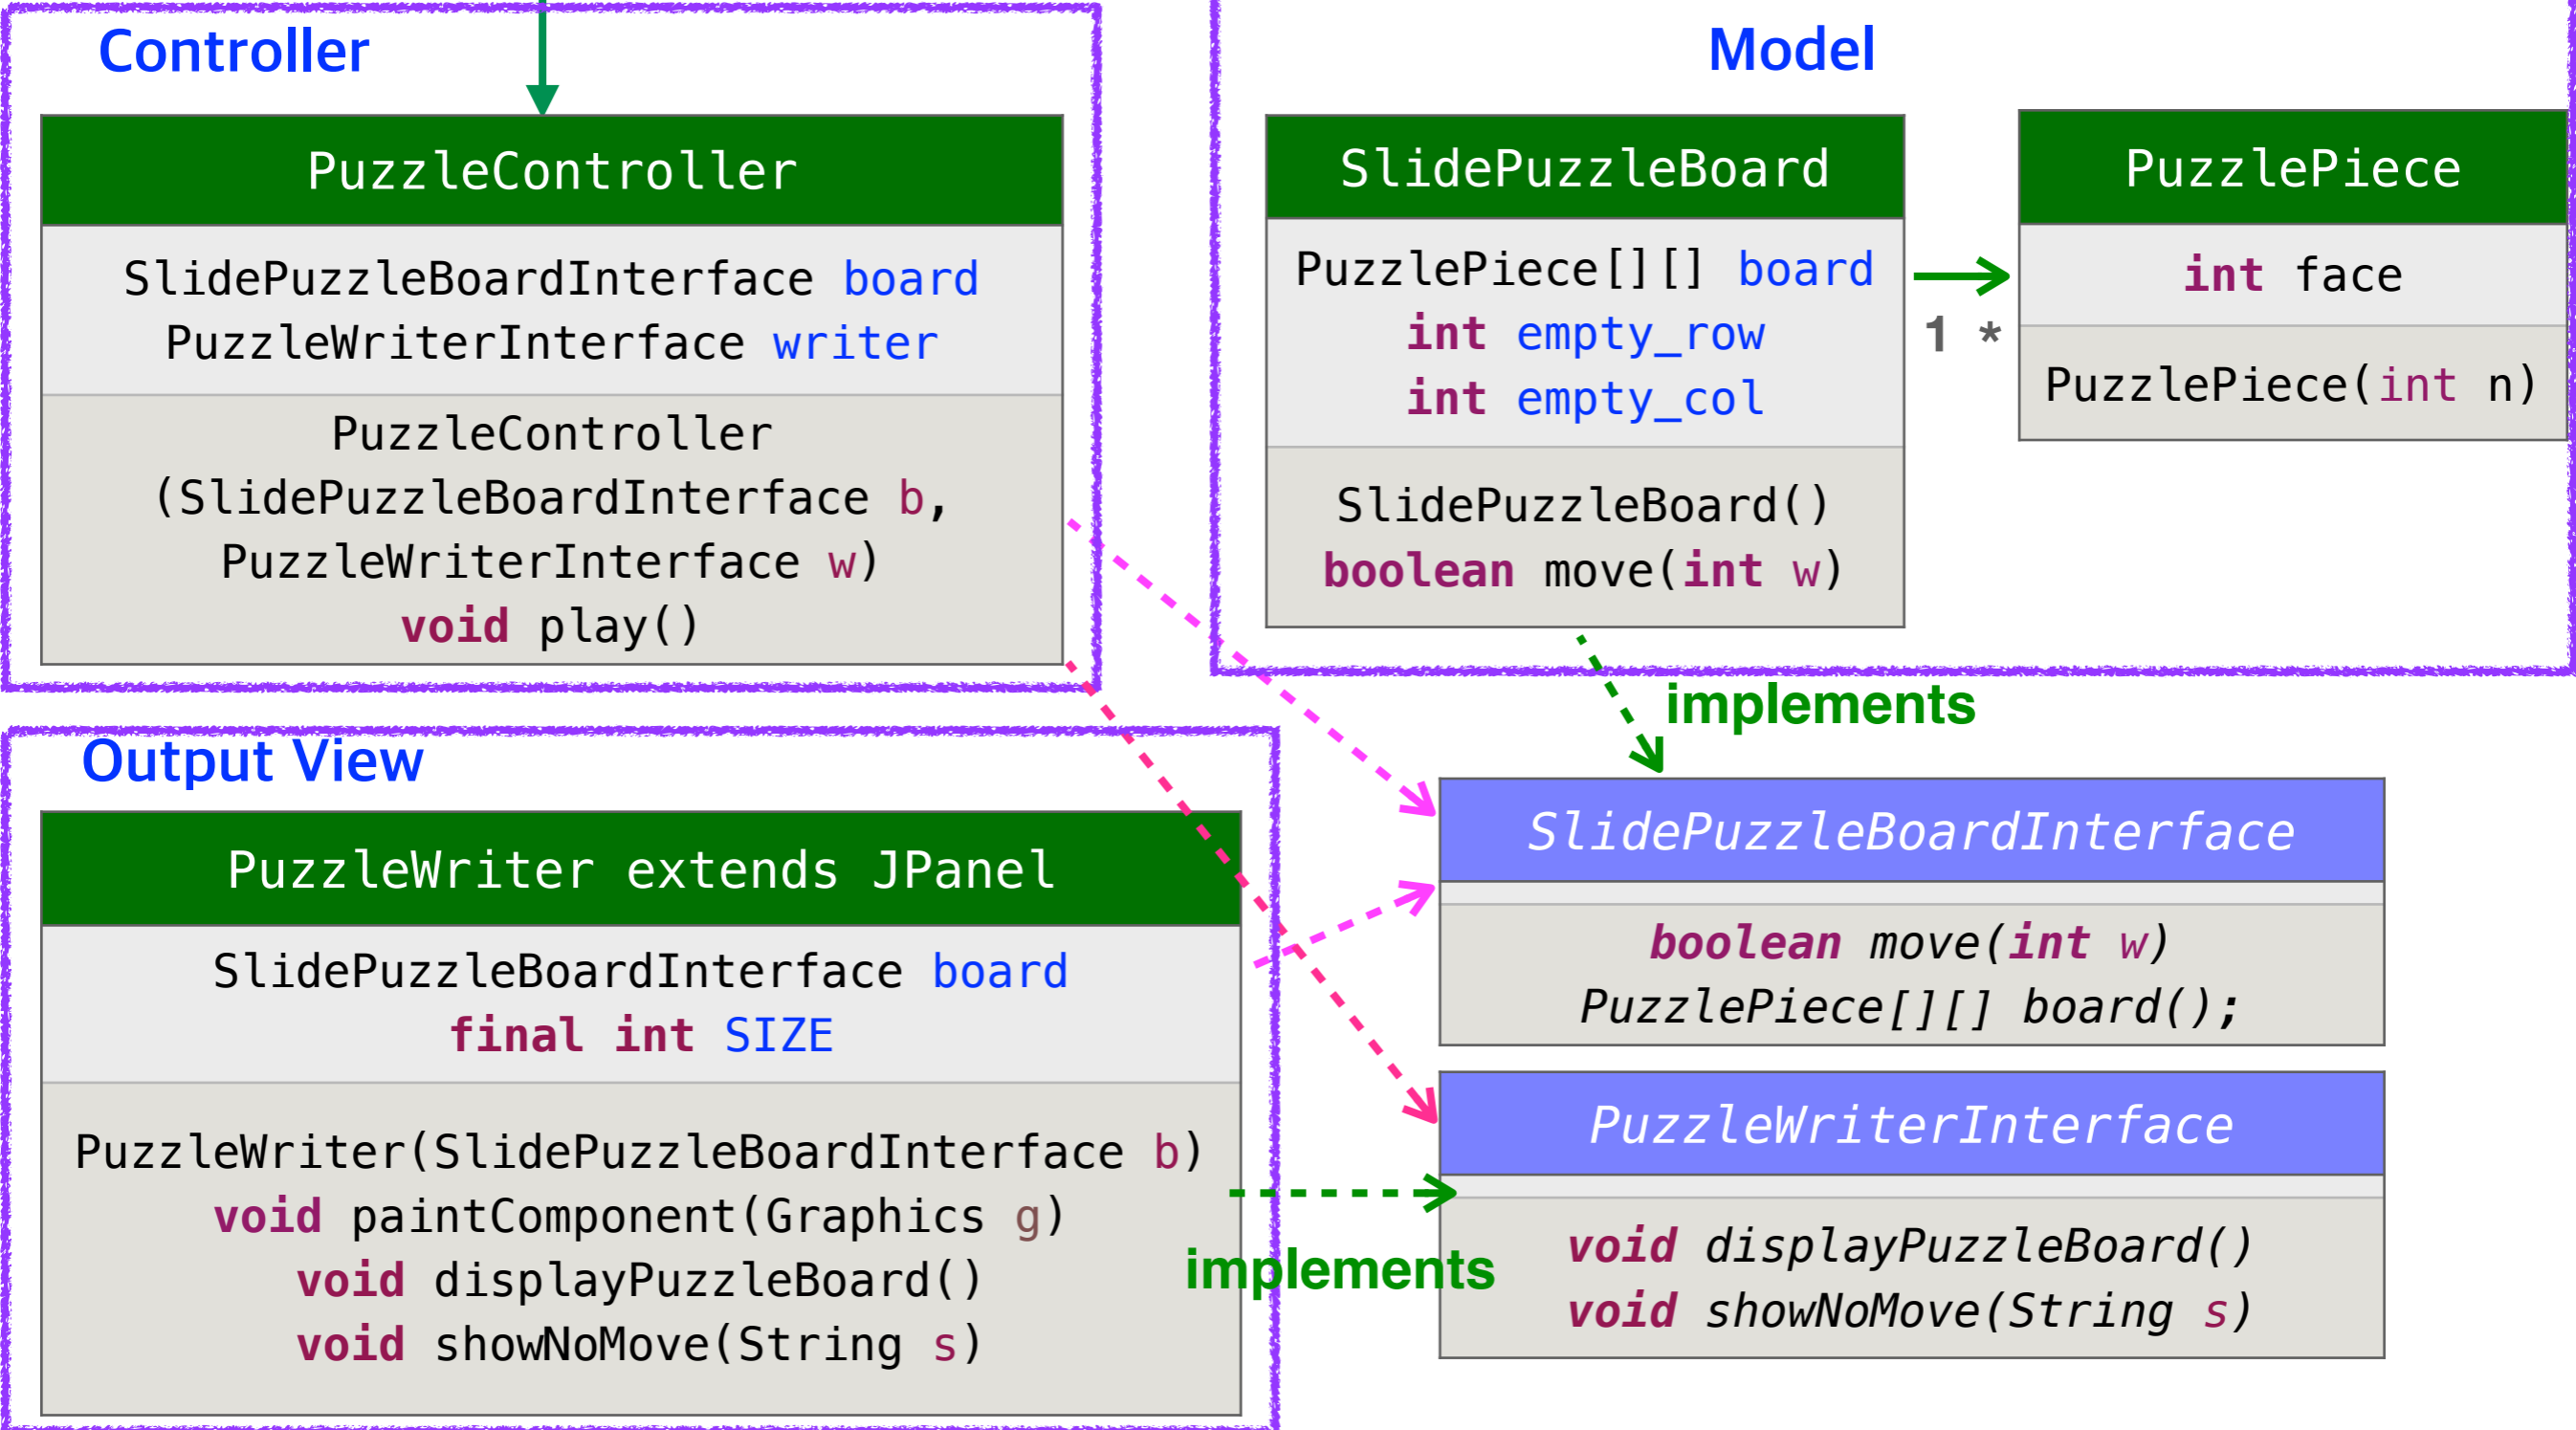 Controller
PuzzleController
SlidePuzzleBoardInterface board
PuzzleWriterInterface writer
PuzzleController
(SlidePuzzleBoardInterface b,
PuzzleWriterInterface w)
void play()
Model
SlidePuzzleBoard
PuzzlePiece[][] board
int empty_row
int empty_col
SlidePuzzleBoard()
boolean move(int w)
1 *
PuzzlePiece
int face
PuzzlePiece(int n)
implements
Output View
PuzzleWriter extends JPanel
SlidePuzzleBoardInterface board
final int SIZE
PuzzleWriter(SlidePuzzleBoardInterface b)
void paintComponent(Graphics g)
void displayPuzzleBoard()
void showNoMove(String s)
implements
SlidePuzzleBoardInterface
boolean move(int w)
PuzzlePiece[][] board();
PuzzleWriterInterface
void displayPuzzleBoard()
void showNoMove(String s)